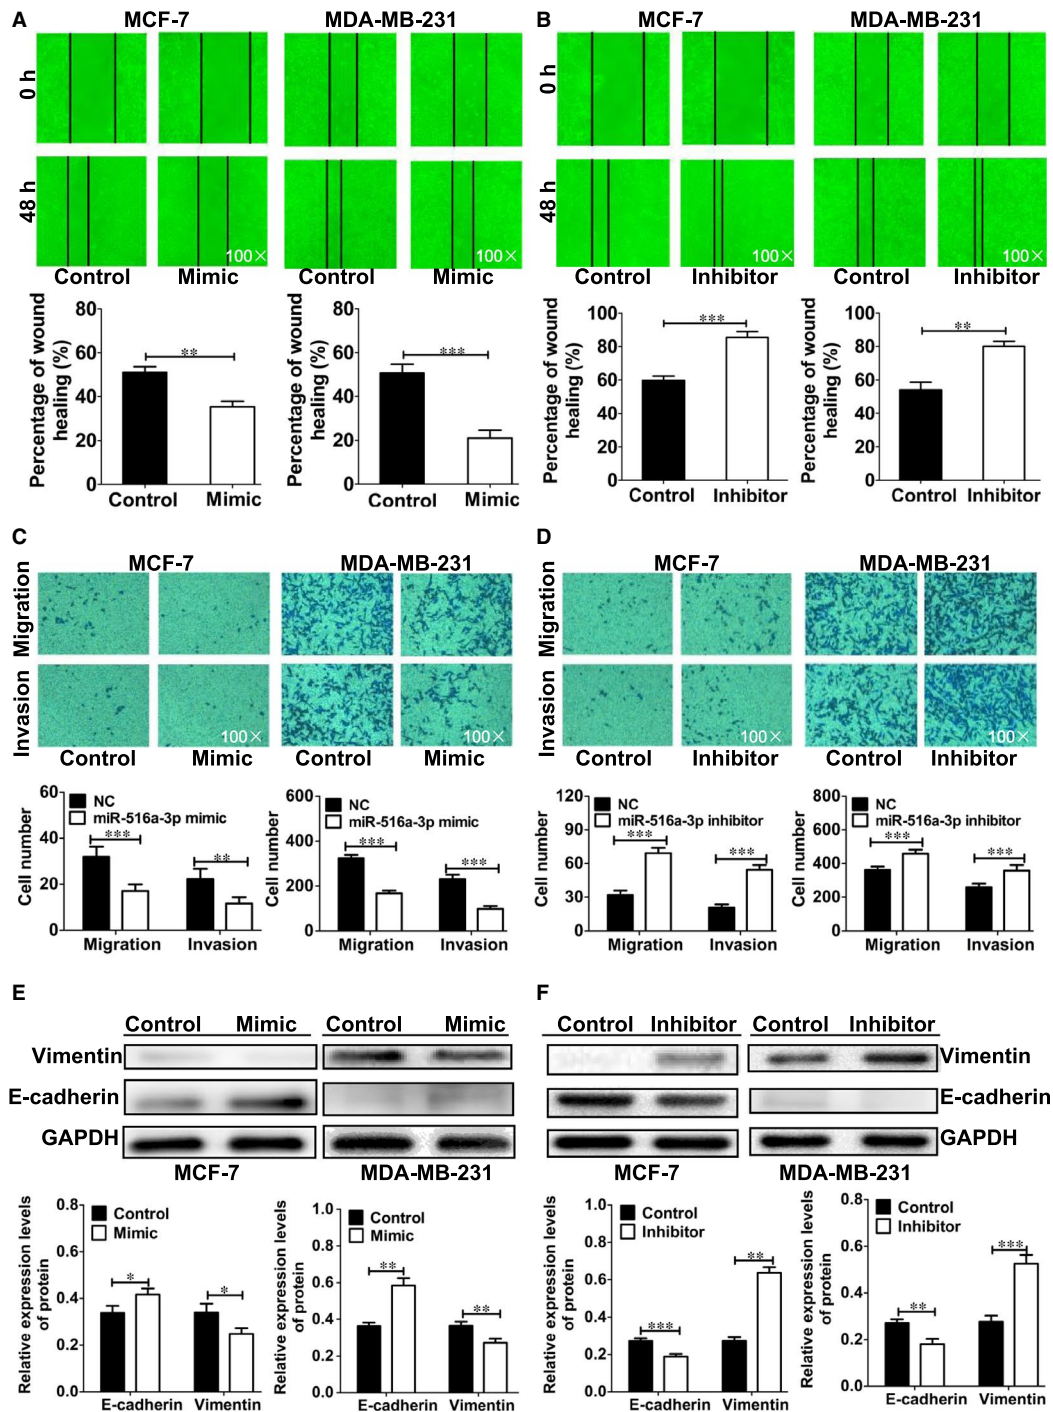 A
MCF-7
MDA-MB-231
0 h
48 h
100×
100×
Control
Mimic
Control
Mimic
Percentage of wound
healing (%)
80
60
40
20
0
**
Control
Mimic
Percentage of wound
healing (%)
80
60
40
20
0
***
Control
Mimic
B
MCF-7
MDA-MB-231
0 h
48 h
100×
100×
Control
Inhibitor
Control
Inhibitor
Percentage of wound
healing (%)
100
80
60
40
20
0
***
Control
Inhibitor
Percentage of wound
healing (%)
100
80
60
40
20
0
**
Control
Inhibitor
C
MCF-7
MDA-MB-231
Migration
Invasion
100×
100×
Control
Mimic
Control
Mimic
Cell number
60
40
20
0
NC
miR-516a-3p mimic
***
**
Migration
Invasion
Cell number
600
400
200
0
NC
miR-516a-3p mimic
***
***
Migration
Invasion
D
MCF-7
MDA-MB-231
Migration
Invasion
100×
100×
Control
Inhibitor
Control
Inhibitor
Cell number
120
90
60
30
0
NC
miR-516a-3p inhibitor
***
***
Migration
Invasion
Cell number
800
600
400
200
0
NC
miR-516a-3p inhibitor
***
***
Migration
Invasion
E
Control
Mimic
Control
Mimic
Vimentin
E-cadherin
GAPDH
MCF-7
MDA-MB-231
Relative expression levels
of protein
0.8
0.6
0.4
0.2
0.0
Control
Mimic
*
*
E-cadherin
Vimentin
Relative expression levels
of protein
1.0
0.8
0.6
0.4
0.2
0.0
Control
Mimic
**
**
E-cadherin
Vimentin
F
Control
Inhibitor
Control
Inhibitor
Vimentin
E-cadherin
GAPDH
MCF-7
MDA-MB-231
Relative expression levels
of protein
1.0
0.8
0.6
0.4
0.2
0.0
Control
Inhibitor
***
**
E-cadherin
Vimentin
Relative expression levels
of protein
0.8
0.6
0.4
0.2
0.0
Control
Inhibitor
**
***
E-cadherin
Vimentin